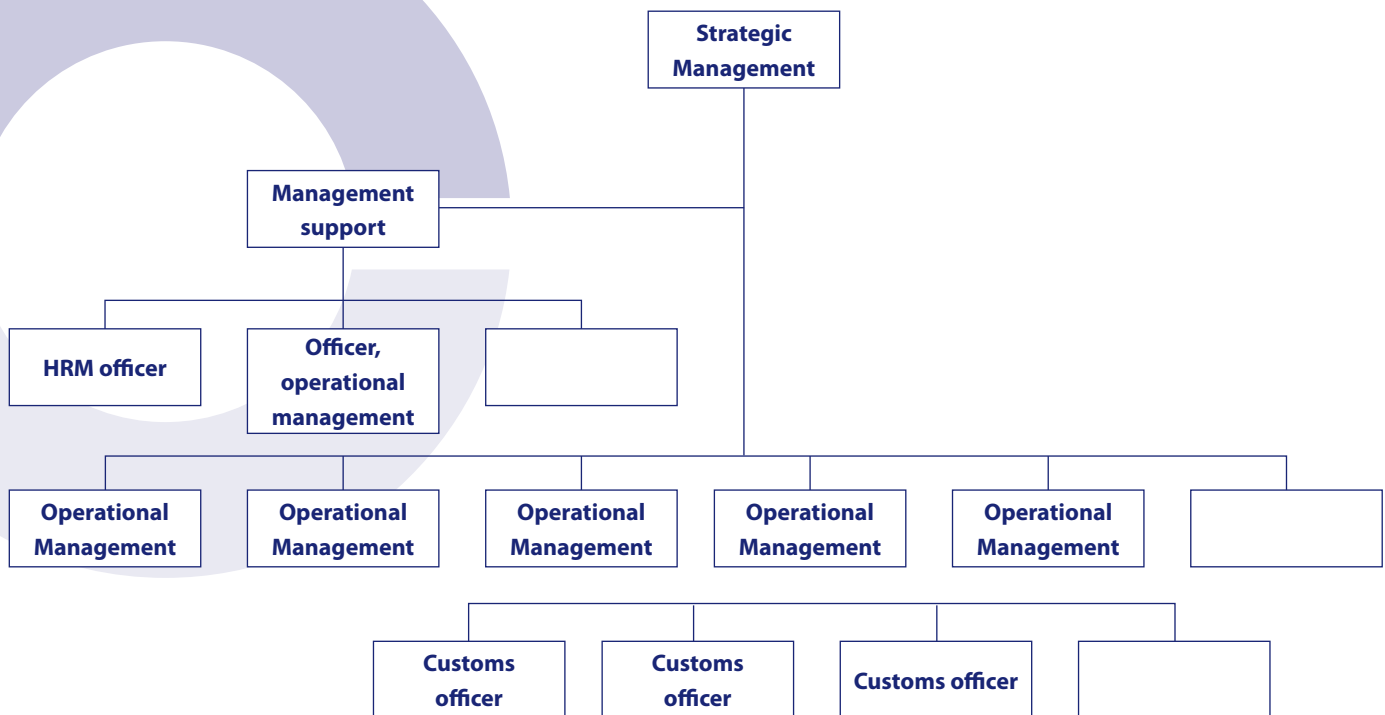 Strategic
Management
Management
support
HRM officer
Officer,
operational
management
Operational
Management
Operational
Management
Operational
Management
Operational
Management
Operational
Management
Customs
officer
Customs
officer
Customs officer